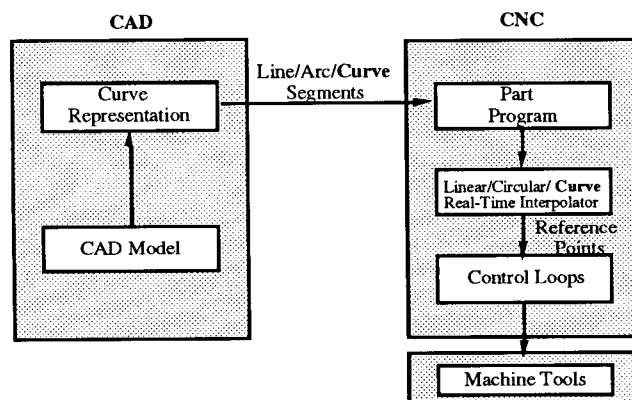 CAD
CNC
Curve
Representation
CAD Model
Line/Arc/Curve
Segments
Part
Program
Linear/Circular/ Curve
Real-Time Interpolator
Reference
Points
Control Loops
Machine Tools